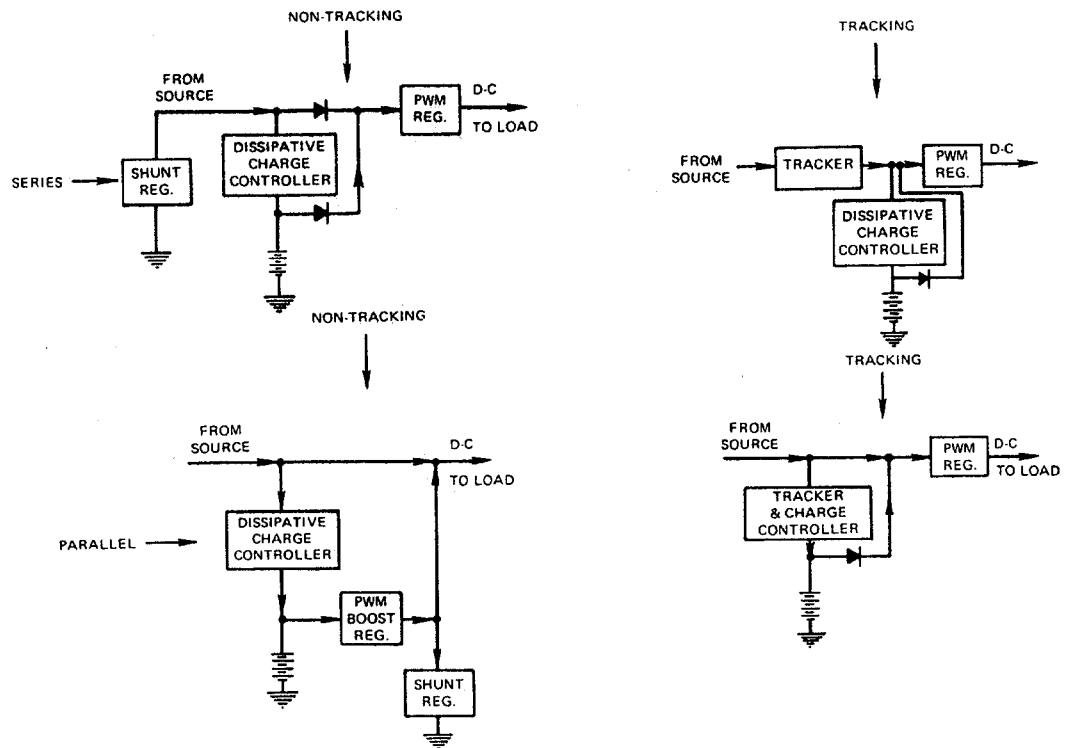 NON-TRACKING
FROM
SOURCE
PWM
REG.
D-C
TO LOAD
DISSIPATIVE
CHARGE
CONTROLLER
SERIES
SHUNT
REG.
TRACKING
FROM
SOURCE
TRACKER
PWM
REG.
D-C
DISSIPATIVE
CHARGE
CONTROLLER
NON-TRACKING
FROM
SOURCE
D-C
TO LOAD
DISSIPATIVE
CHARGE
CONTROLLER
PARALLEL
PWM
BOOST
REG.
SHUNT
REG.
TRACKING
FROM
SOURCE
PWM
REG.
D-C
TO LOAD
TRACKER
& CHARGE
CONTROLLER